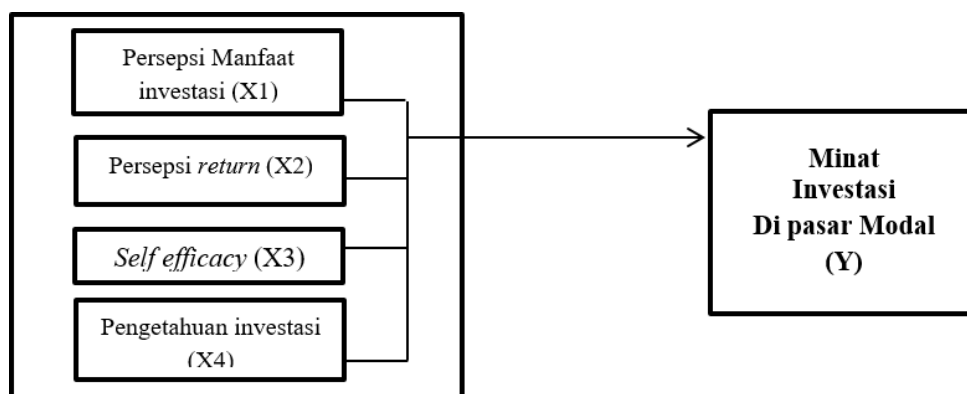 Persepsi Manfaat
investasi (X1)
Persepsi return (X2)
Self efficacy (X3)
Pengetahuan investasi
(X4)
Minat
Investasi
Di pasar Modal
(Y)